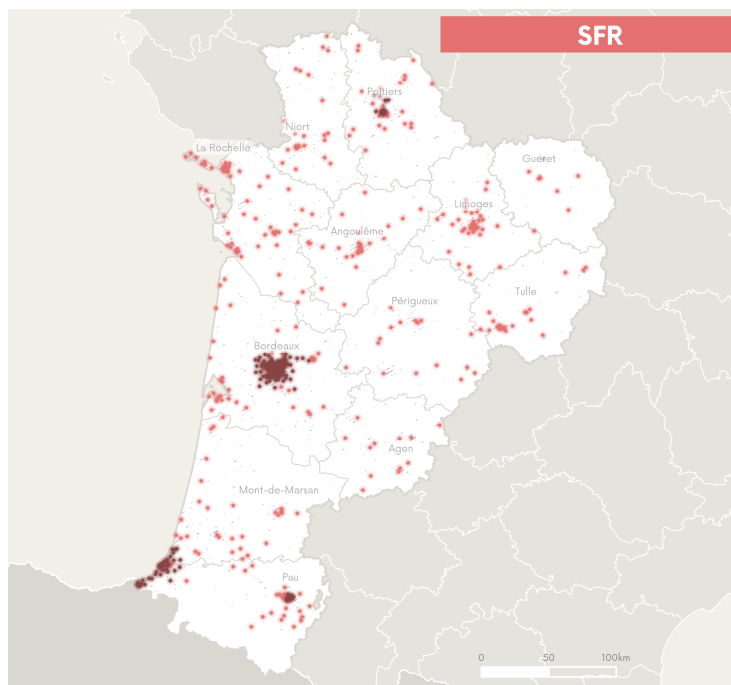 SFR
Poitiers
Niort
La Rochelle
Guéret
Limoges
Angoulême
Tulle
Périgueux
Bordeaux
Agen
Mont-de-Marsan
Pau
0 50 100km